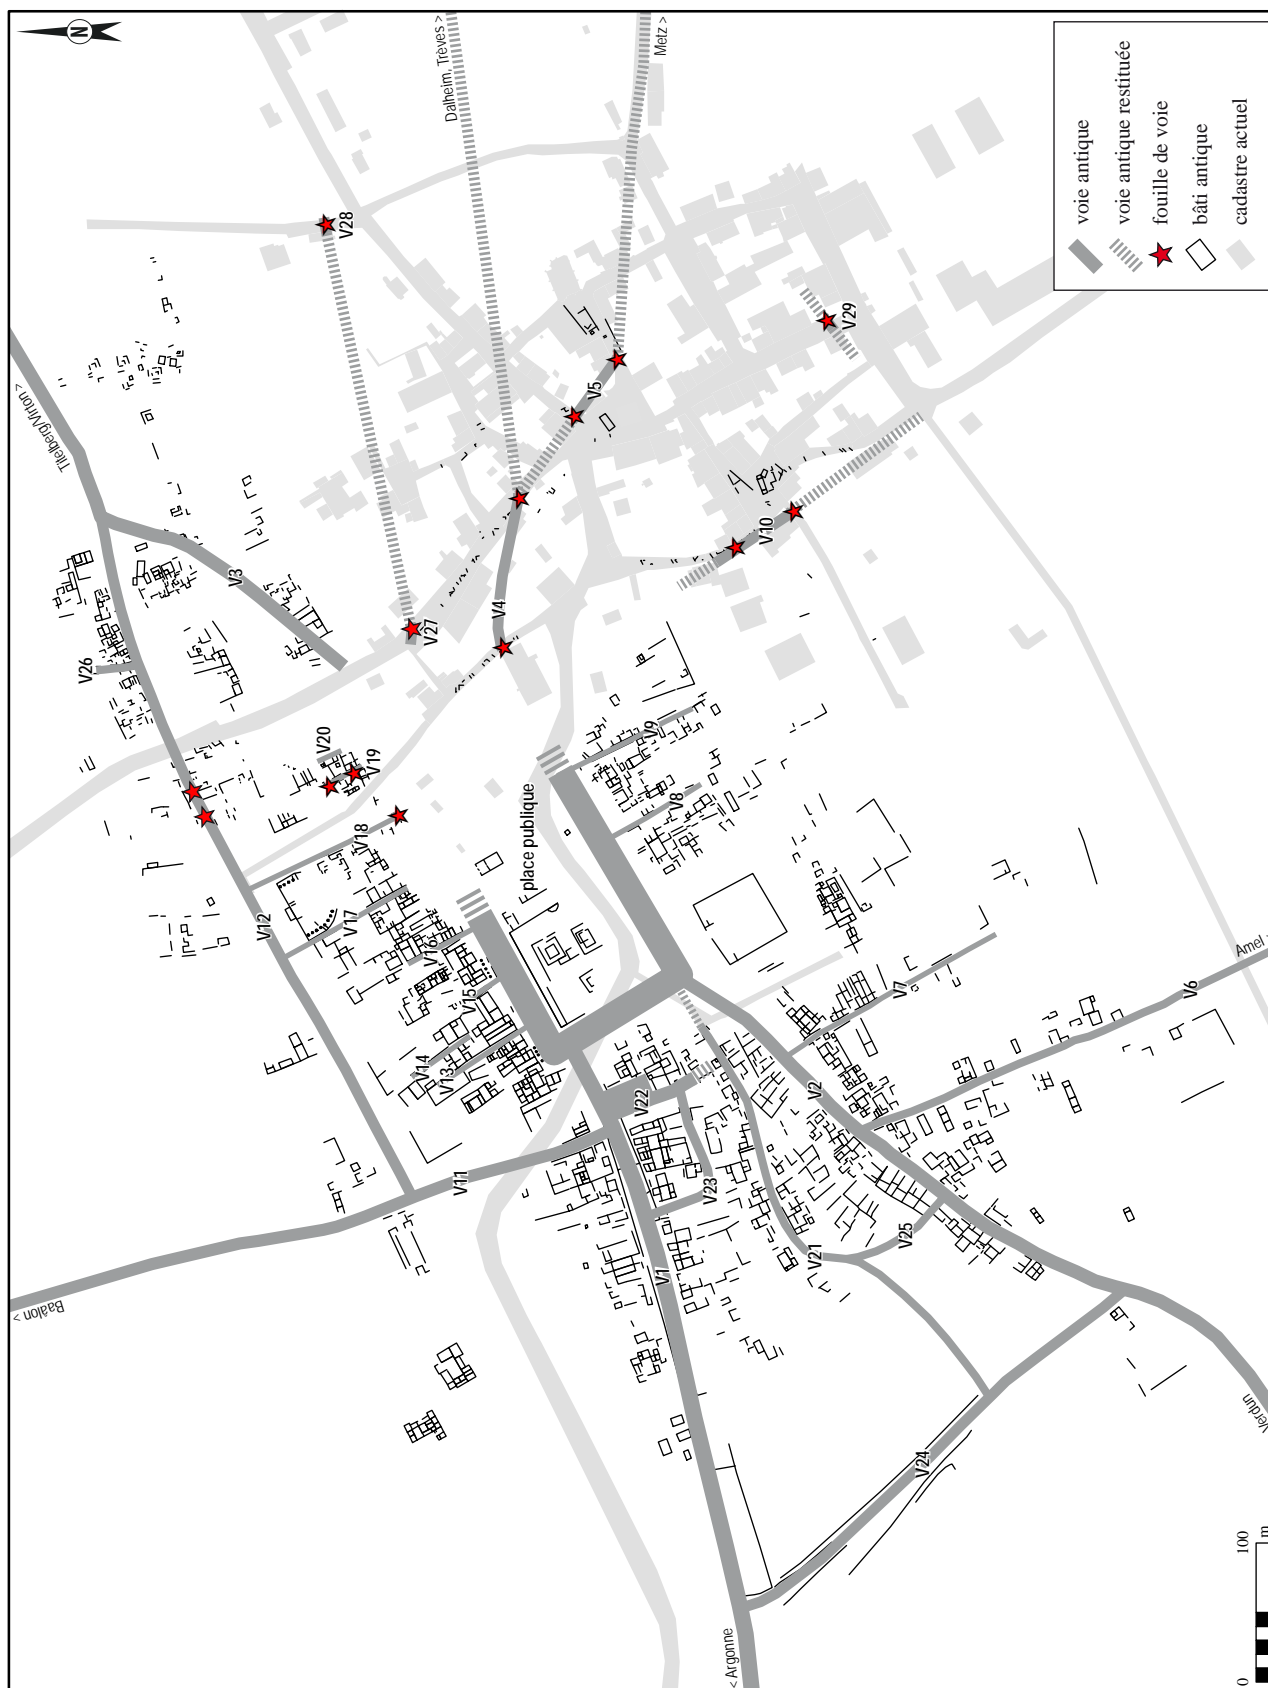 N
Dalheim, Trèves >
Metz >
Titelberg/Virton >
V28
V26
V3
V27
V4
V5
V29
V10
V20
V19
V18
V12
V17
V16
V15
V14
V13
place publique
V9
V8
V7
V6
Amel >
V2
V22
V11
V23
V1
V21
V25
V24
Baâlon >
< Argonne
Verdun
voie antique
voie antique restituée
fouille de voie
bâti antique
cadastre actuel
0
100
m